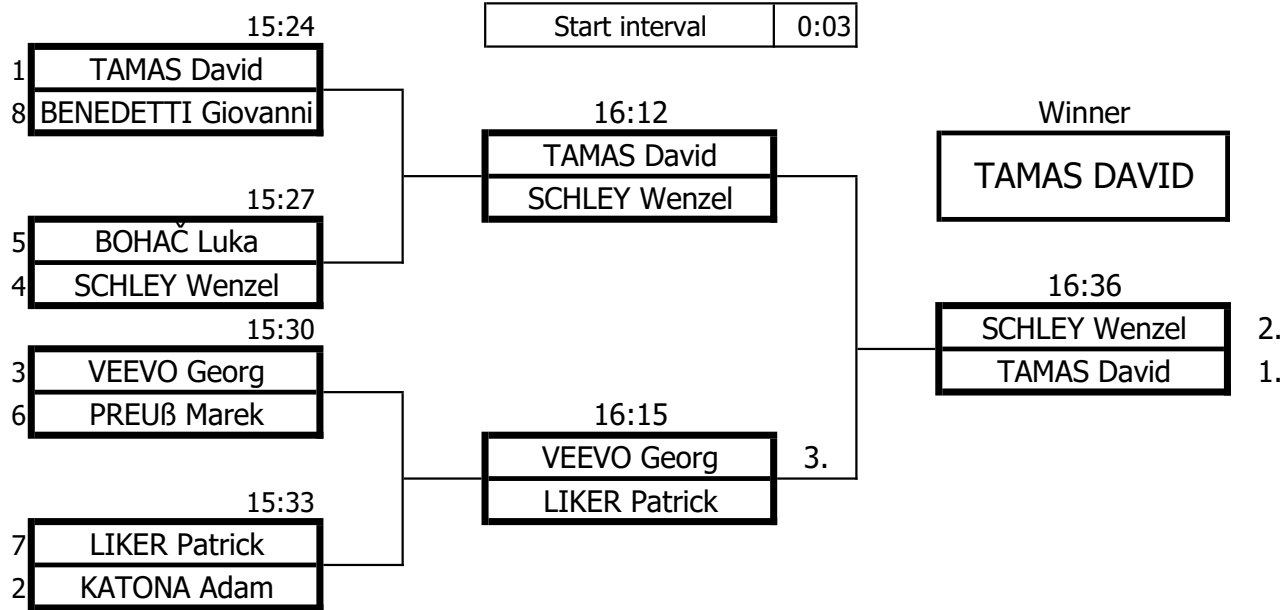 15:24
Start interval 0:03
1 TAMAS David
8 BENEDETTI Giovanni
16:12
Winner
TAMAS David
TAMAS DAVID
SCHLEY Wenzel
15:27
5 BOHAČ Luka
4 SCHLEY Wenzel
16:36
15:30
SCHLEY Wenzel 2.
3 VEEVO Georg
TAMAS David 1.
6 PREUß Marek
16:15
VEEVO Georg 3.
15:33
LIKER Patrick
7 LIKER Patrick
2 KATONA Adam